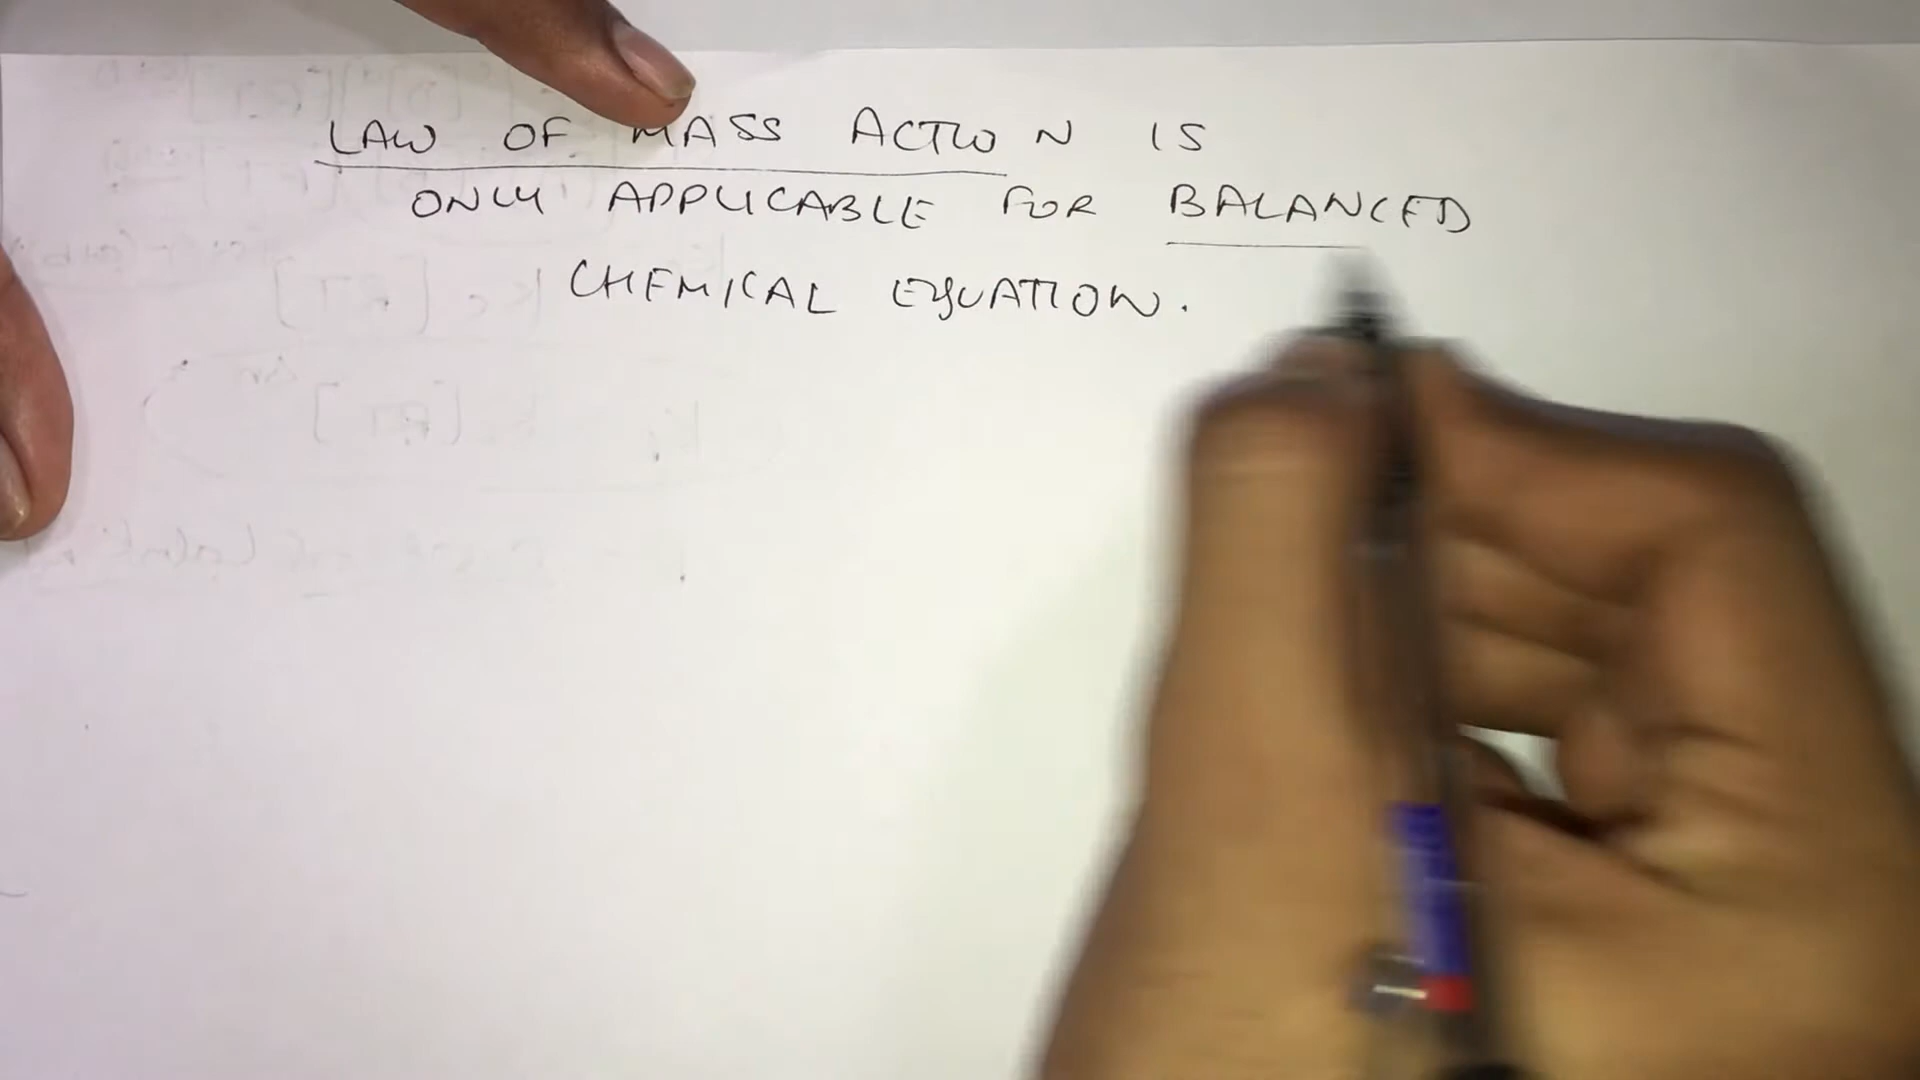 LAW OF MASS ACTION IS
ONLY APPLICABLE FOR BALANCED
CHEMICAL EQUATION.